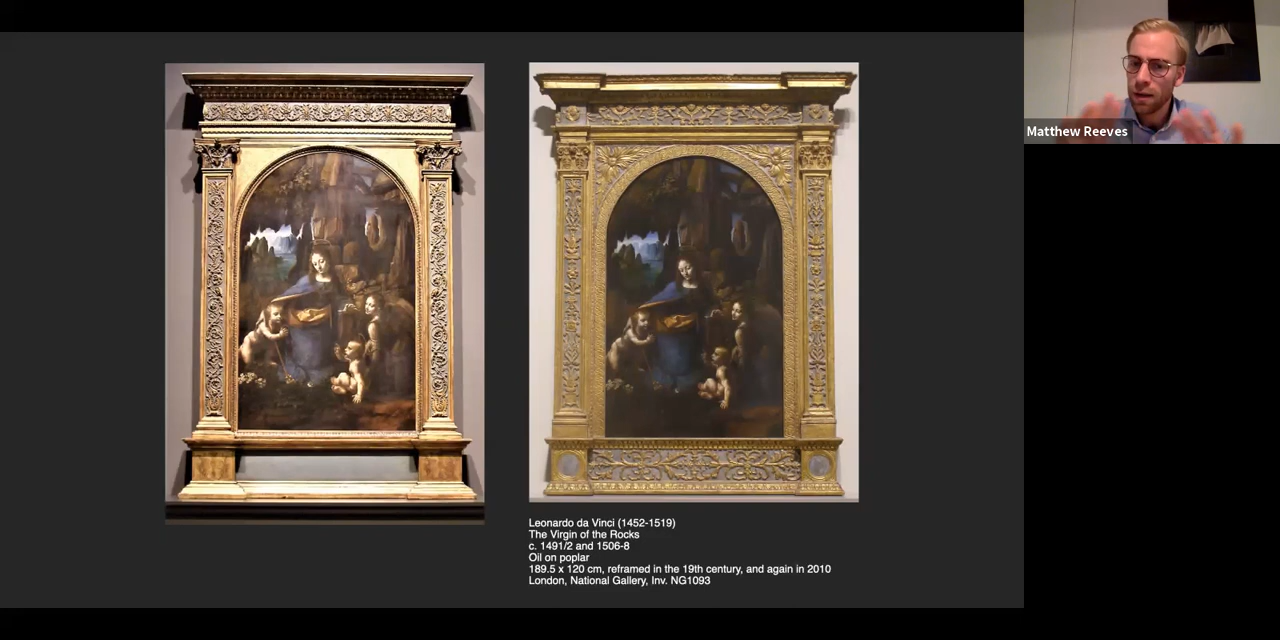 Matthew Reeves
Leonardo da Vinci (1452-1519)
The Virgin of the Rocks
c. 1491/2 and 1506-8
Oil on poplar
189.5 x 120 cm, reframed in the 19th century, and again in 2010
London, National Gallery, Inv. NG1093